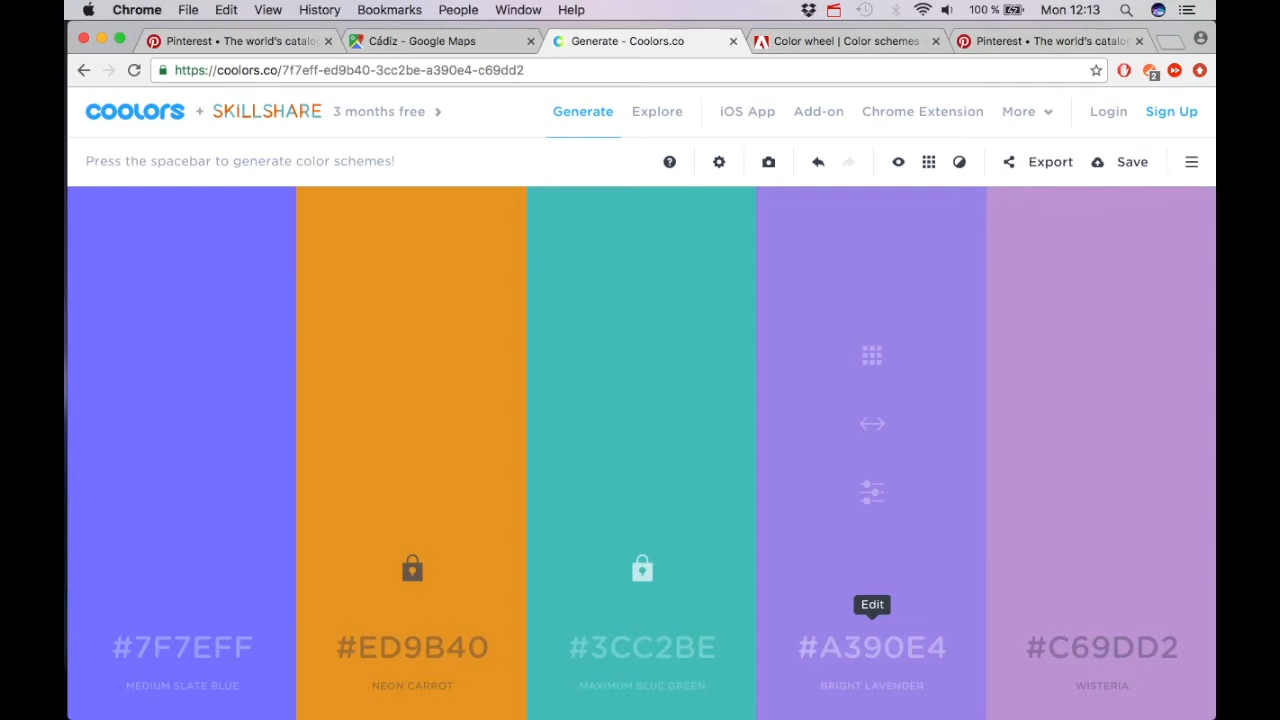 Chrome File Edit View History Bookmarks People Window Help 100 % Mon 12:13
Pinterest • The world's catalog Cádiz - Google Maps Generate - Coolors.co Color wheel | Color schemes Pinterest • The world's catalog
https://coolors.co/7f7eff-ed9b40-3cc2be-a390e4-c69dd2 2
coolors + SKILLSHARE 3 months free Generate Explore iOS App Add-on Chrome Extension More Login Sign Up
Press the spacebar to generate color schemes! Export Save
Edit
#7F7EFF #ED9B40 #3CC2BE #A390E4 #C69DD2
MEDIUM SLATE BLUE NEON CARROT MAXIMUM BLUE GREEN BRIGHT LAVENDER WISTERIA